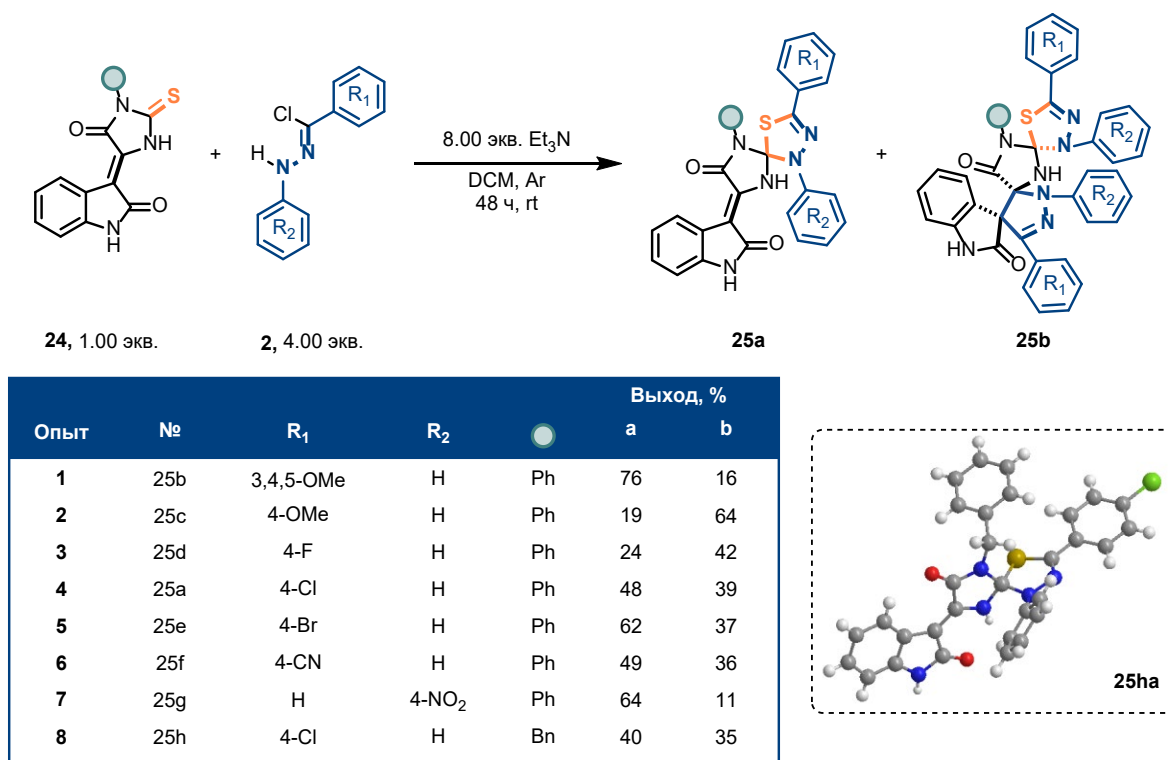 R₁
R₁
S
N
O
NH
O
N
H
+
Cl
H
N
N
R₂
8.00 экв. Et₃N
DCM, Ar
48 ч, rt
S
N
N
N
O
NH
R₂
O
N
H
+
R₁
S
N
N
N
R₂
O
NH
N
N
R₂
HN
O
R₁
24, 1.00 экв.
2, 4.00 экв.
25a
25b
Выход, %
Опыт № R₁ R₂ a b
1 25b 3,4,5-OMe H Ph 76 16
2 25c 4-OMe H Ph 19 64
3 25d 4-F H Ph 24 42
4 25a 4-Cl H Ph 48 39
5 25e 4-Br H Ph 62 37
6 25f 4-CN H Ph 49 36
7 25g H 4-NO₂ Ph 64 11
8 25h 4-Cl H Bn 40 35
25ha